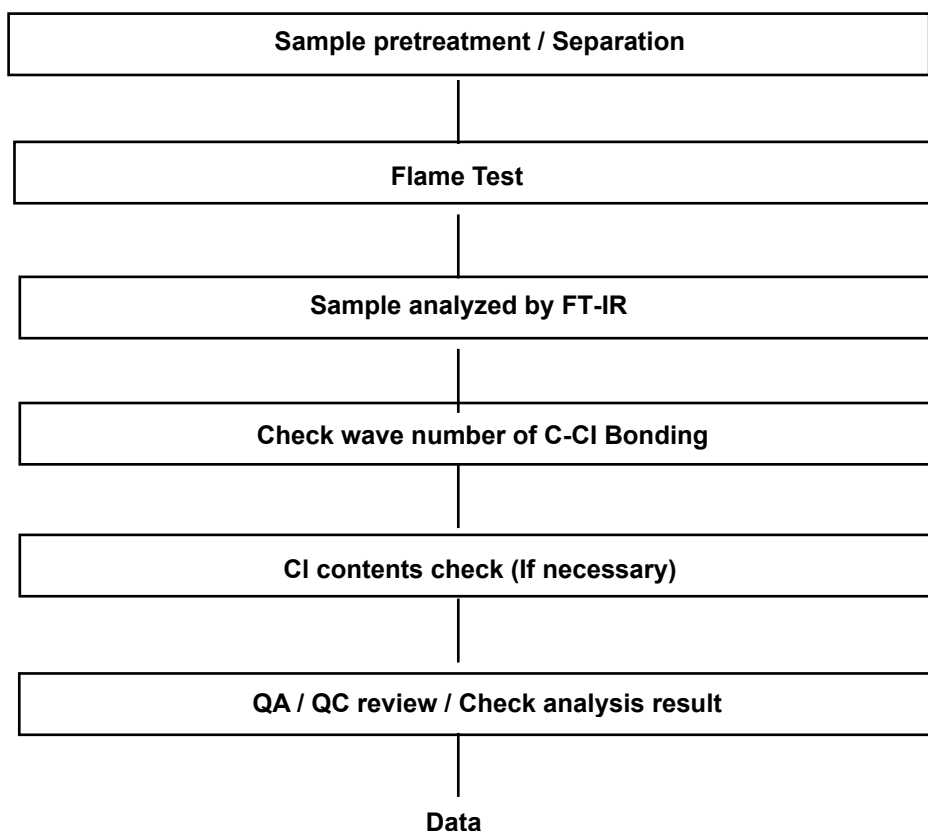 Sample pretreatment / Separation
Flame Test
Sample analyzed by FT-IR
Check wave number of C-Cl Bonding
Cl contents check (If necessary)
QA / QC review / Check analysis result
Data